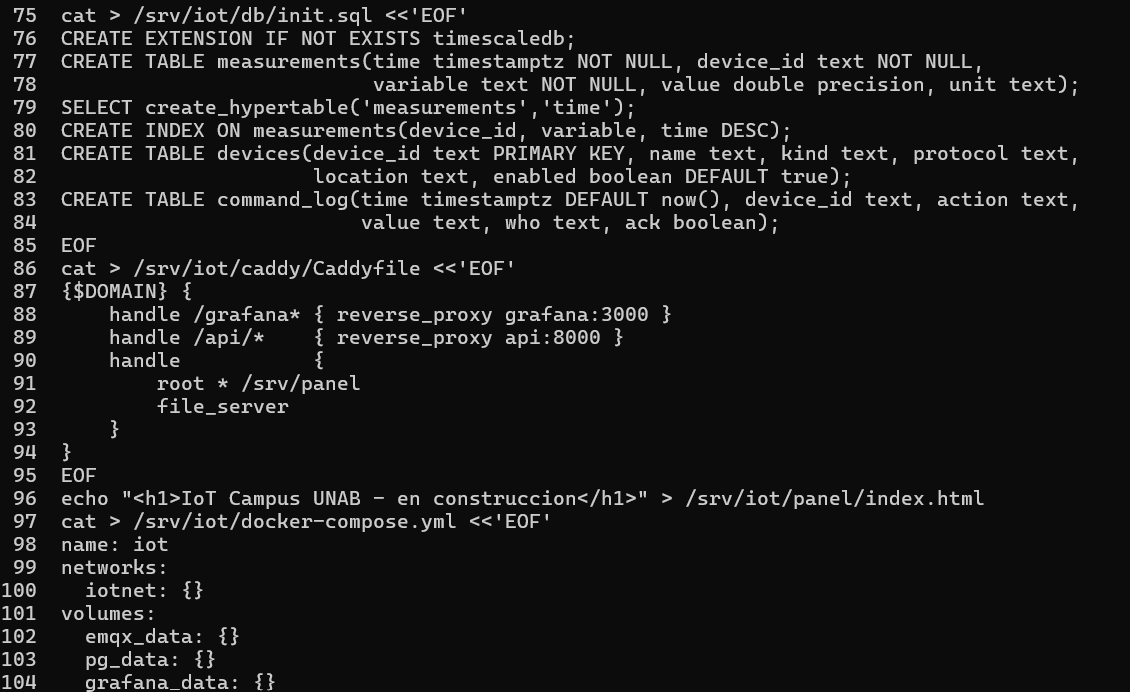 75  cat > /srv/iot/db/init.sql <<'EOF'
76  CREATE EXTENSION IF NOT EXISTS timescaledb;
77  CREATE TABLE measurements(time timestamptz NOT NULL, device_id text NOT NULL,
78                            variable text NOT NULL, value double precision, unit text);
79  SELECT create_hypertable('measurements','time');
80  CREATE INDEX ON measurements(device_id, variable, time DESC);
81  CREATE TABLE devices(device_id text PRIMARY KEY, name text, kind text, protocol text,
82                       location text, enabled boolean DEFAULT true);
83  CREATE TABLE command_log(time timestamptz DEFAULT now(), device_id text, action text,
84                           value text, who text, ack boolean);
85  EOF
86  cat > /srv/iot/caddy/Caddyfile <<'EOF'
87  {$DOMAIN} {
88      handle /grafana* { reverse_proxy grafana:3000 }
89      handle /api/*    { reverse_proxy api:8000 }
90      handle           {
91          root * /srv/panel
92          file_server
93      }
94  }
95  EOF
96  echo "<h1>IoT Campus UNAB - en construccion</h1>" > /srv/iot/panel/index.html
97  cat > /srv/iot/docker-compose.yml <<'EOF'
98  name: iot
99  networks:
100    iotnet: {}
101  volumes:
102    emqx_data: {}
103    pg_data: {}
104    grafana_data: {}